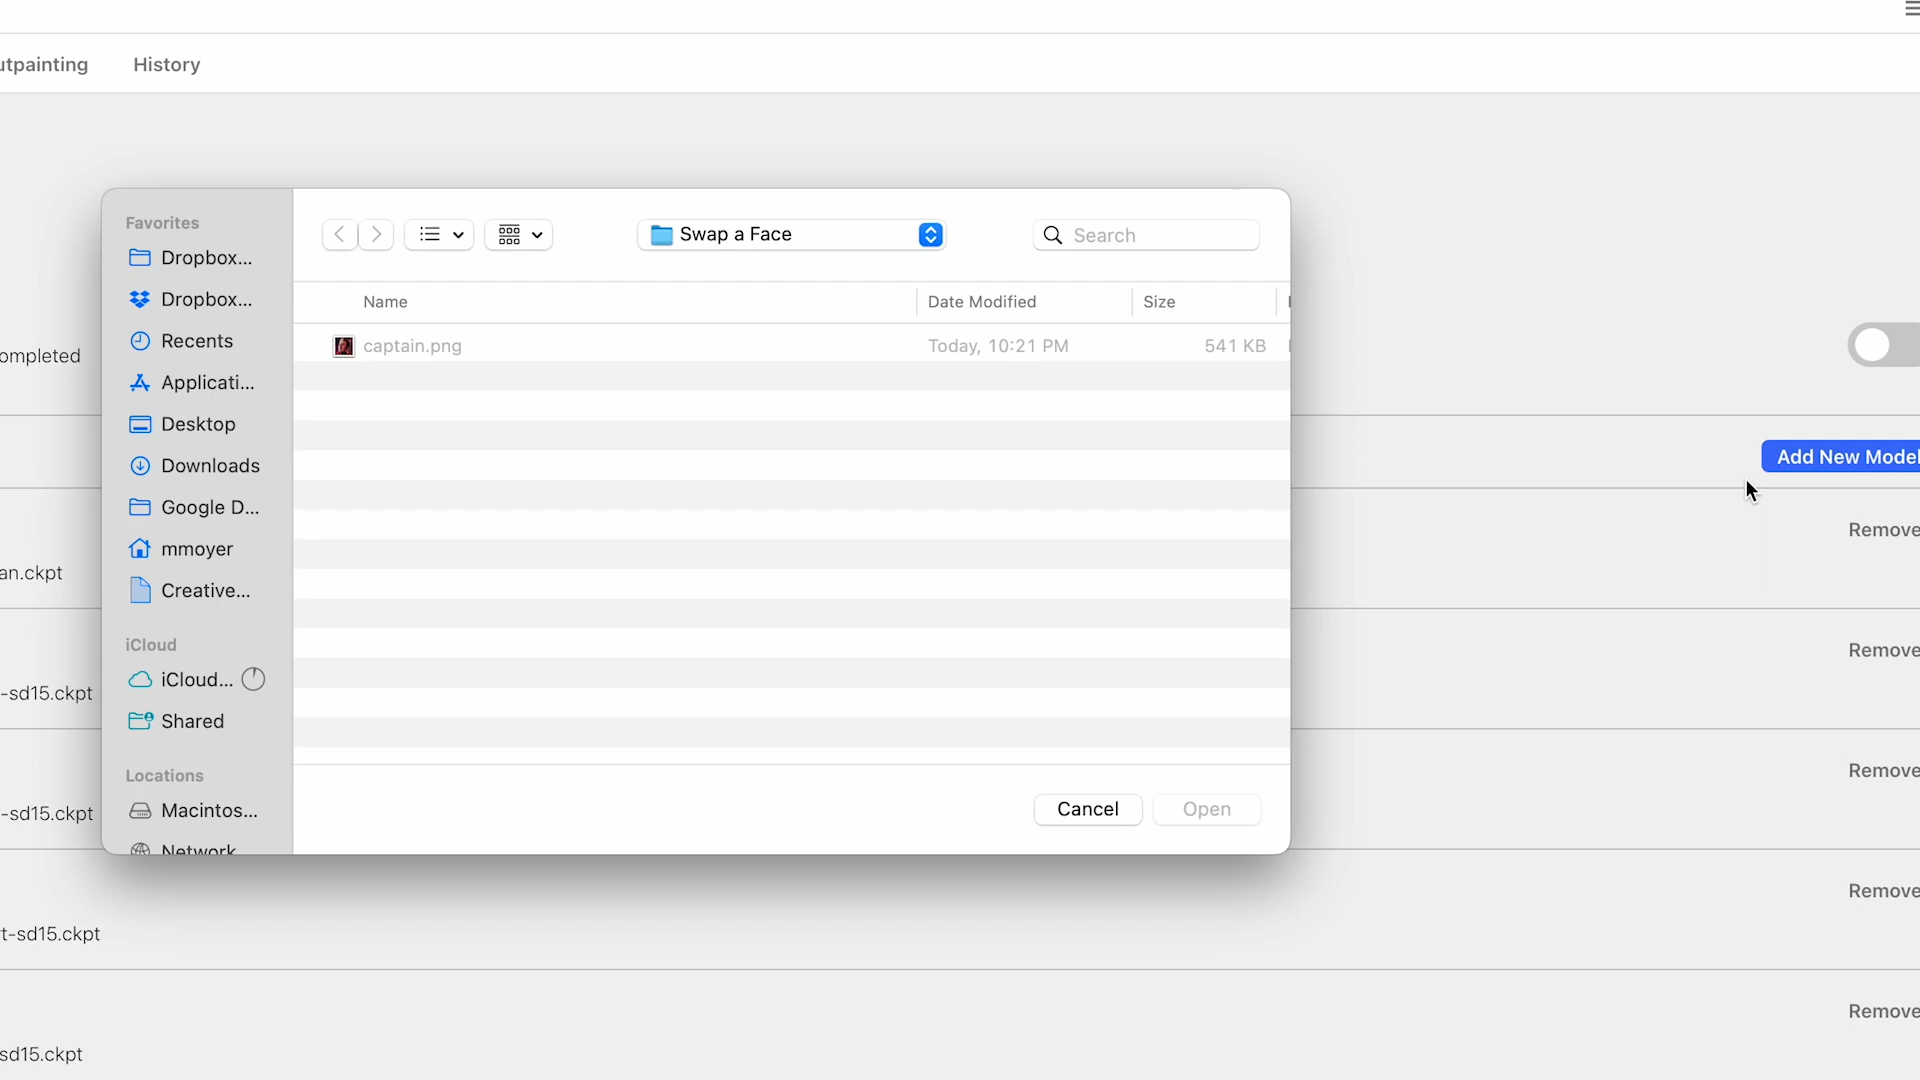 utpainting
History
Favorites
Dropbox...
Dropbox...
Recents
Applicati...
Desktop
Downloads
Google D...
mmoyer
Creative...
iCloud
iCloud...
Shared
Locations
Macintos...
Network
Swap a Face
Search
Name
Date Modified
Size
captain.png
Today, 10:21 PM
541 KB
Cancel
Open
ompleted
Add New Model
Remove
an.ckpt
Remove
-sd15.ckpt
Remove
-sd15.ckpt
Remove
t-sd15.ckpt
Remove
sd15.ckpt